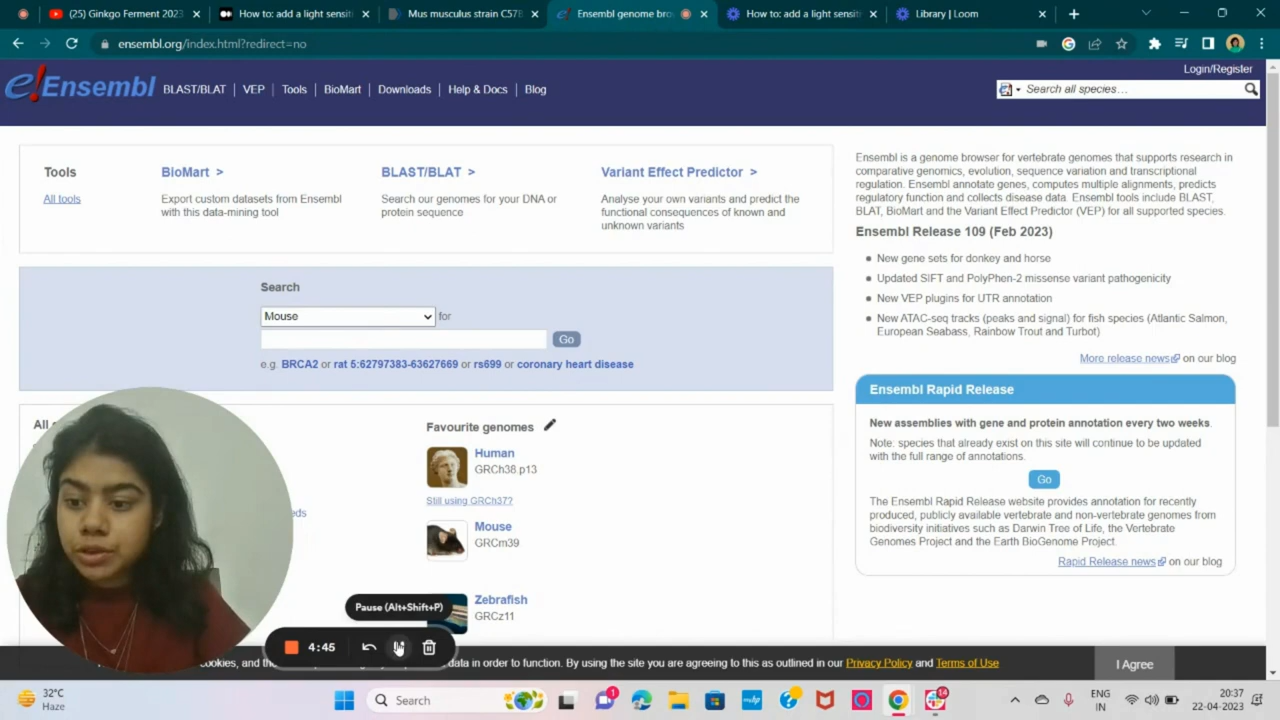 (25) Ginkgo Ferment 2023
How to: add a light sensiti
Mus musculus strain C57B
Ensembl genome bro
How to: add a light sensiti
Library | Loom
ensembl.org/index.html?redirect=no
Login/Register
e!Ensembl
BLAST/BLAT | VEP | Tools | BioMart | Downloads | Help & Docs | Blog
Search all species…
Tools
All tools
BioMart >
Export custom datasets from Ensembl
with this data-mining tool
BLAST/BLAT >
Search our genomes for your DNA or
protein sequence
Variant Effect Predictor >
Analyse your own variants and predict the
functional consequences of known and
unknown variants
Search
Mouse
for
Go
e.g. BRCA2 or rat 5:62797383-63627669 or rs699 or coronary heart disease
All
eds
Favourite genomes
Human
GRCh38.p13
Still using GRCh37?
Mouse
GRCm39
Zebrafish
GRCz11
Ensembl is a genome browser for vertebrate genomes that supports research in
comparative genomics, evolution, sequence variation and transcriptional
regulation. Ensembl annotate genes, computes multiple alignments, predicts
regulatory function and collects disease data. Ensembl tools include BLAST,
BLAT, BioMart and the Variant Effect Predictor (VEP) for all supported species.
Ensembl Release 109 (Feb 2023)
New gene sets for donkey and horse
Updated SIFT and PolyPhen-2 missense variant pathogenicity
New VEP plugins for UTR annotation
New ATAC-seq tracks (peaks and signal) for fish species (Atlantic Salmon,
European Seabass, Rainbow Trout and Turbot)
More release news on our blog
Ensembl Rapid Release
New assemblies with gene and protein annotation every two weeks.
Note: species that already exist on this site will continue to be updated
with the full range of annotations.
Go
The Ensembl Rapid Release website provides annotation for recently
produced, publicly available vertebrate and non-vertebrate genomes from
biodiversity initiatives such as Darwin Tree of Life, the Vertebrate
Genomes Project and the Earth BioGenome Project.
Rapid Release news on our blog
Pause (Alt+Shift+P)
4:45
cookies, and the
data in order to function. By using the site you are agreeing to this as outlined in our Privacy Policy and Terms of Use
I Agree
32°C
Haze
Search
1
14
ENG
IN
20:37
22-04-2023